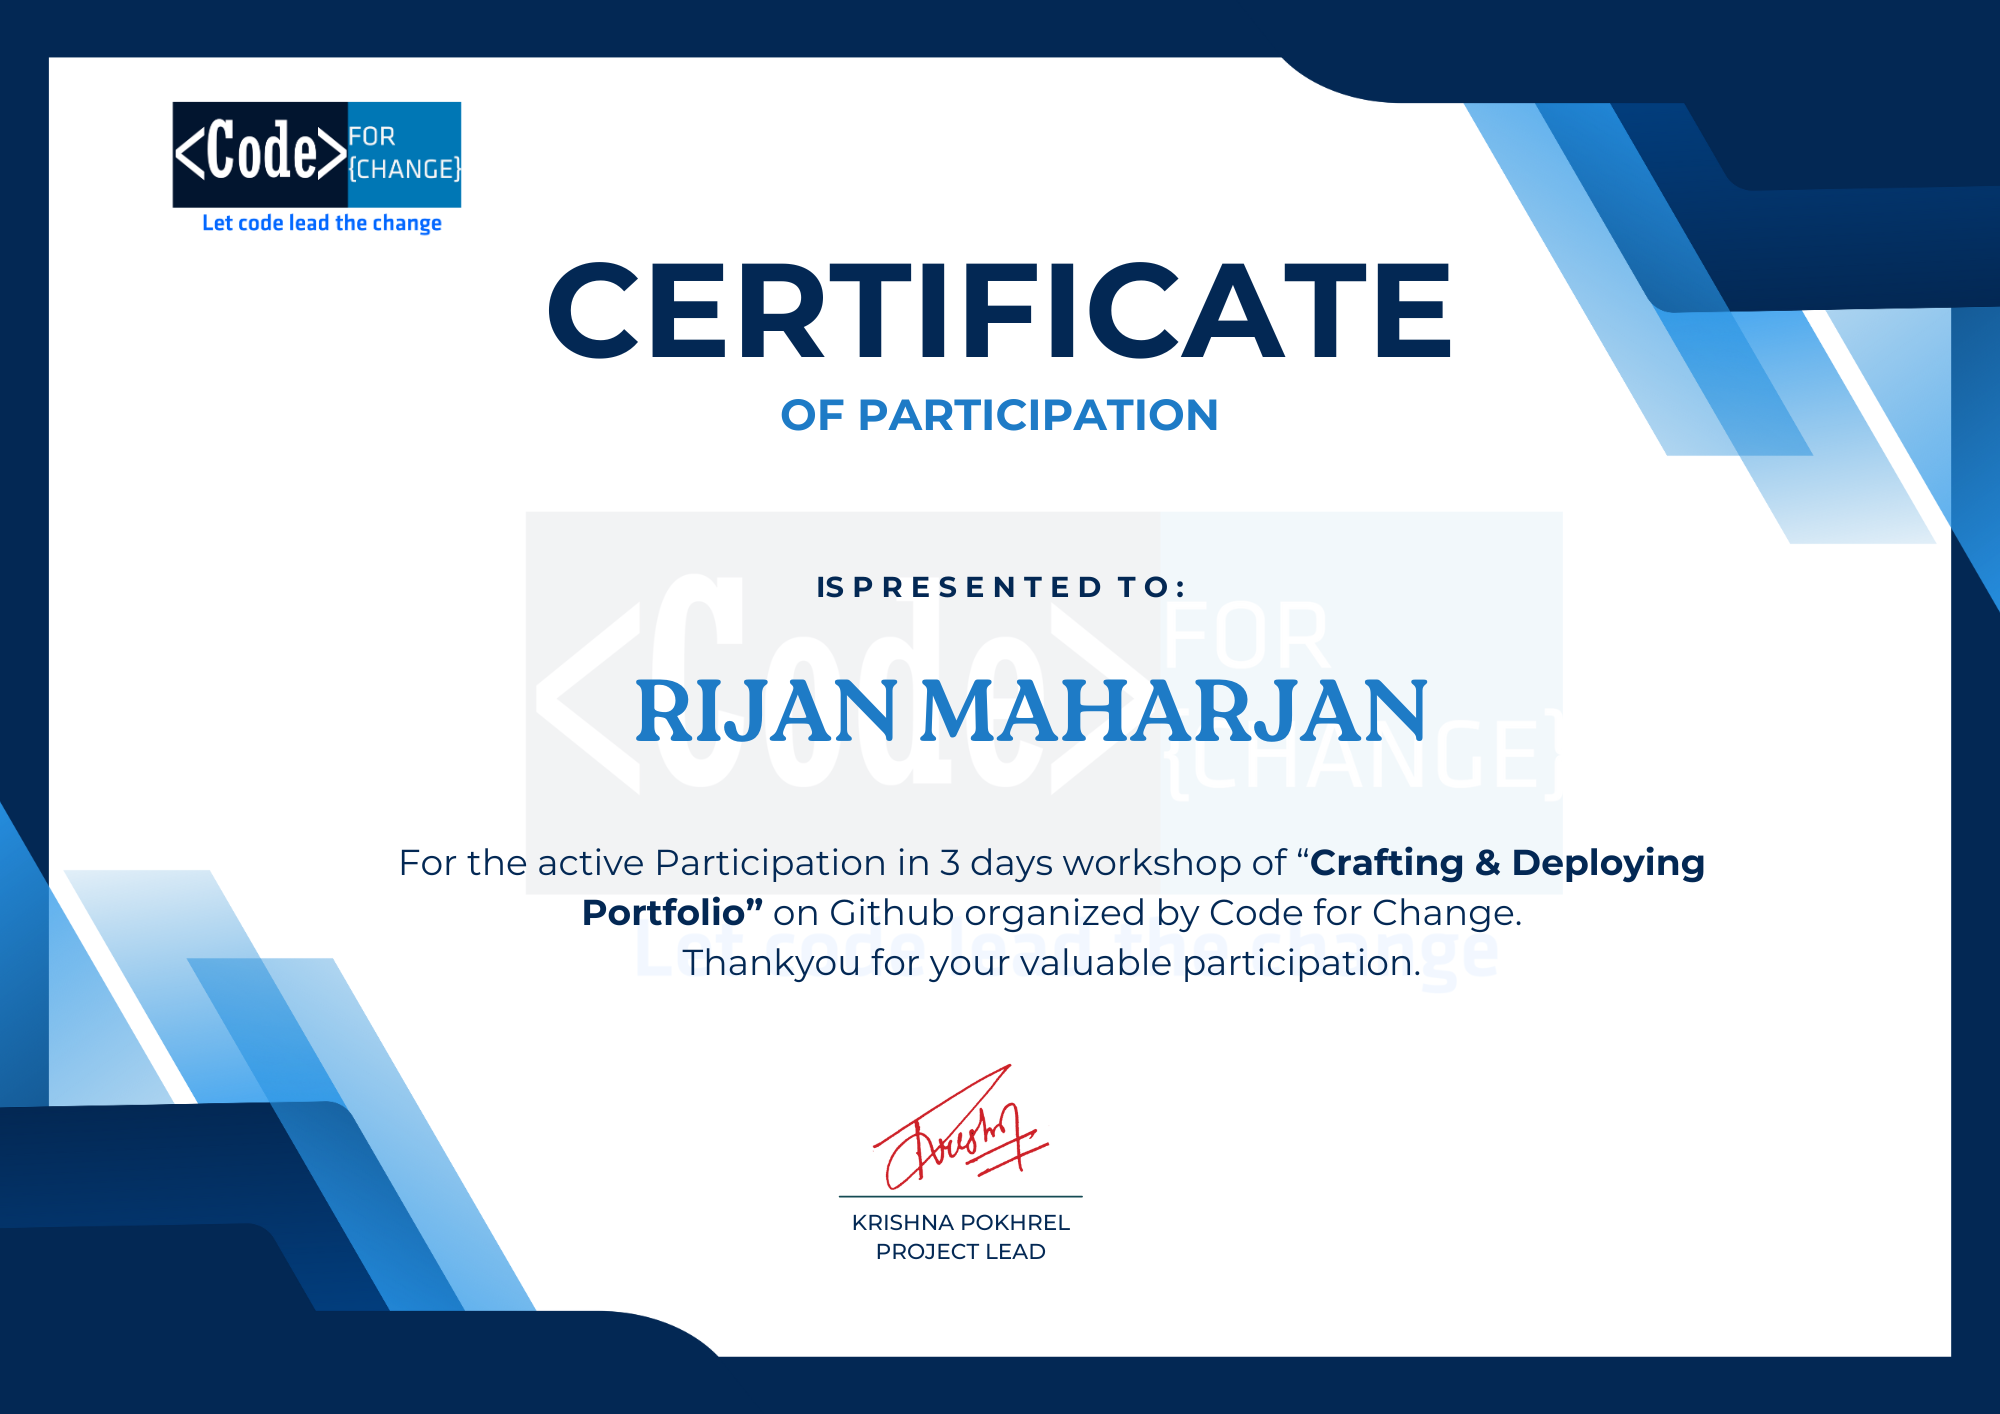 <Code> FOR
{CHANGE}
Let code lead the change
CERTIFICATE
OF PARTICIPATION
IS PRESENTED TO:
RIJAN MAHARJAN
For the active Participation in 3 days workshop of “Crafting & Deploying
Portfolio” on Github organized by Code for Change.
Thankyou for your valuable participation.
<Code> FOR
{CHANGE}
Let code lead the change
KRISHNA POKHREL
PROJECT LEAD